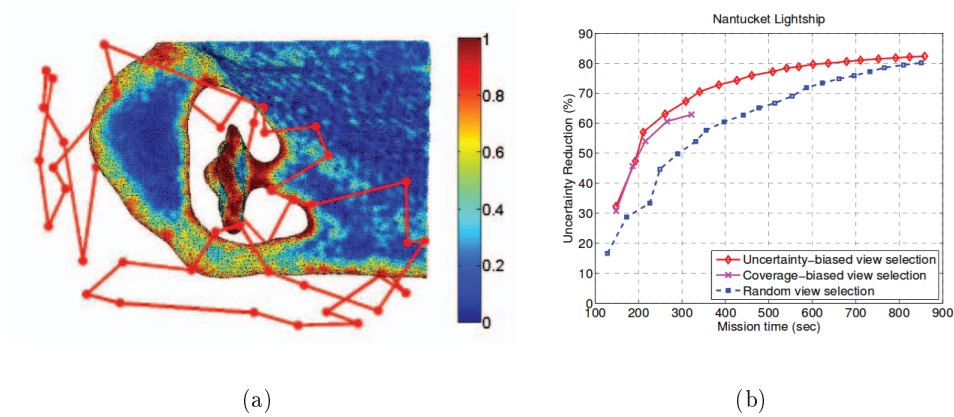 1
0.8
0.6
0.4
0.2
0
(a)
Nantucket Lightship
Uncertainty Reduction (%)
90
80
70
60
50
40
30
20
10
0
100 200 300 400 500 600 700 800 900
Mission time (sec)
Uncertainty−biased view selection
Coverage−biased view selection
Random view selection
(b)